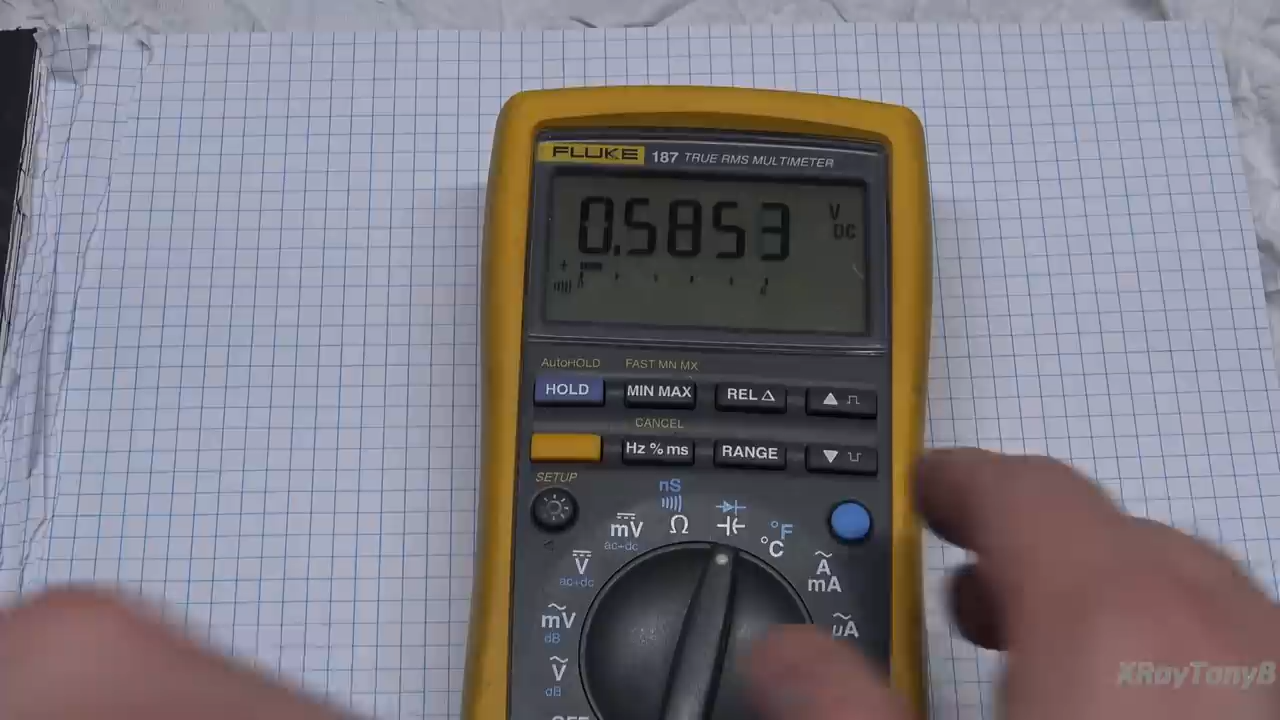 FLUKE 187 TRUE RMS MULTIMETER
0.5853 V DC
AutoHOLD FAST MN MX
HOLD MIN MAX REL Δ ▲
CANCEL
Hz % ms RANGE ▼
SETUP
nS
Ω
mV
ac+dc
°F
°C
V
ac+dc
A
mA
mV
dB
µA
V
dB
OFF
XRayTonyB